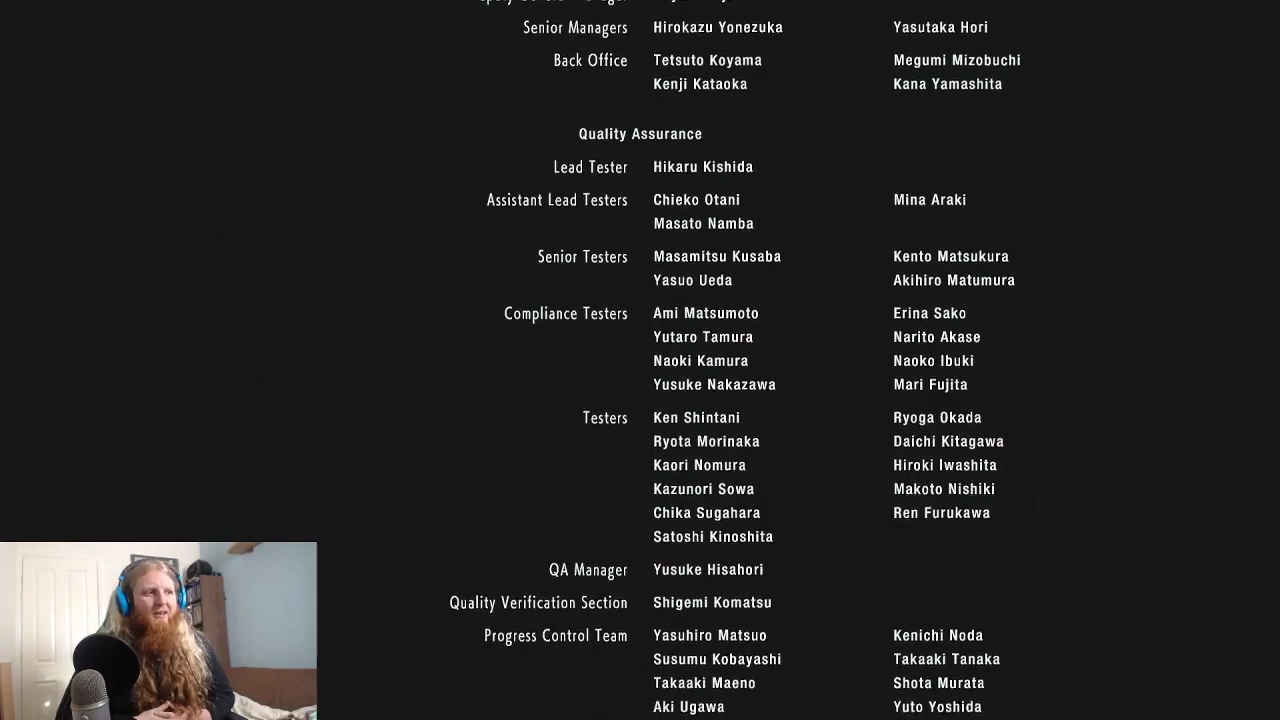 Senior Managers Hirokazu Yonezuka Yasutaka Hori
Back Office Tetsuto Koyama Megumi Mizobuchi
Kenji Kataoka Kana Yamashita
Quality Assurance
Lead Tester Hikaru Kishida
Assistant Lead Testers Chieko Otani Mina Araki
Masato Namba
Senior Testers Masamitsu Kusaba Kento Matsukura
Yasuo Ueda Akihiro Matumura
Compliance Testers Ami Matsumoto Erina Sako
Yutaro Tamura Narito Akase
Naoki Kamura Naoko Ibuki
Yusuke Nakazawa Mari Fujita
Testers Ken Shintani Ryoga Okada
Ryota Morinaka Daichi Kitagawa
Kaori Nomura Hiroki Iwashita
Kazunori Sowa Makoto Nishiki
Chika Sugahara Ren Furukawa
Satoshi Kinoshita
QA Manager Yusuke Hisahori
Quality Verification Section Shigemi Komatsu
Progress Control Team Yasuhiro Matsuo Kenichi Noda
Susumu Kobayashi Takaaki Tanaka
Takaaki Maeno Shota Murata
Aki Ugawa Yuto Yoshida